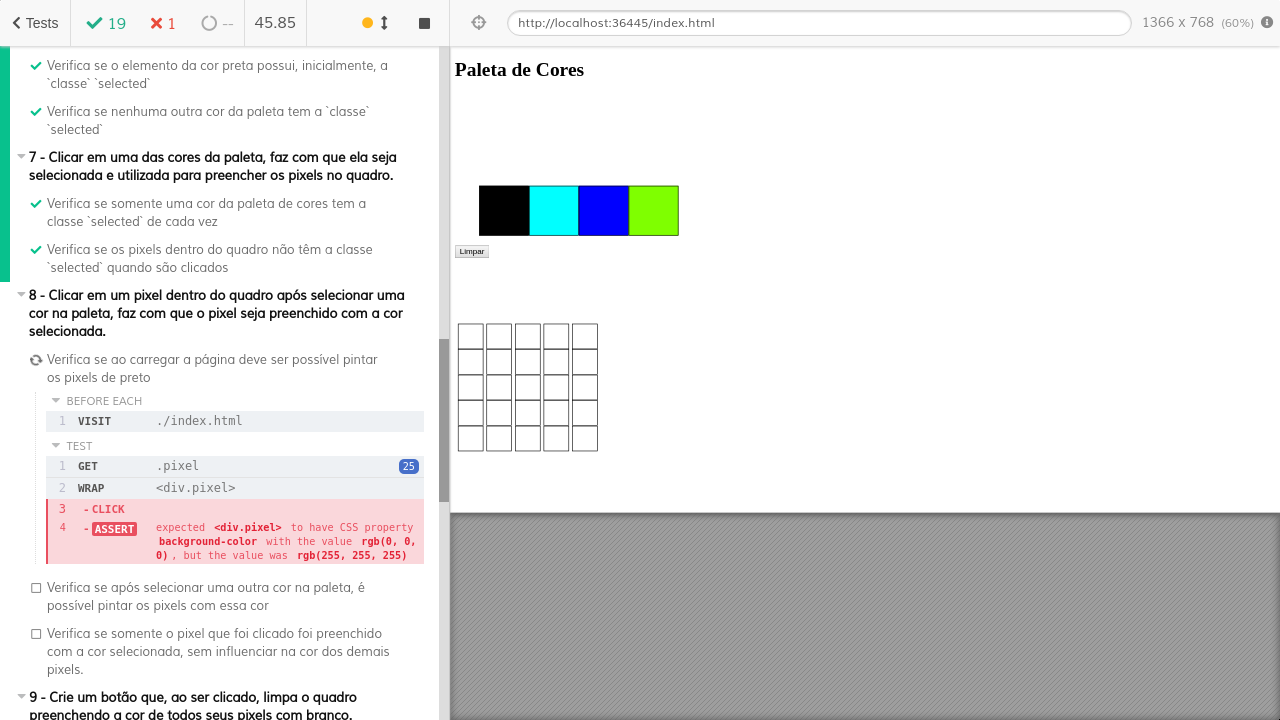 Tests
19
1
--
45.85
http://localhost:36445/index.html
1366 x 768 (60%)
Verifica se o elemento da cor preta possui, inicialmente, a
`classe` `selected`
Verifica se nenhuma outra cor da paleta tem a `classe`
`selected`
7 - Clicar em uma das cores da paleta, faz com que ela seja
selecionada e utilizada para preencher os pixels no quadro.
Verifica se somente uma cor da paleta de cores tem a
classe `selected` de cada vez
Verifica se os pixels dentro do quadro não têm a classe
`selected` quando são clicados
8 - Clicar em um pixel dentro do quadro após selecionar uma
cor na paleta, faz com que o pixel seja preenchido com a cor
selecionada.
Verifica se ao carregar a página deve ser possível pintar
os pixels de preto
BEFORE EACH
1 VISIT ./index.html
TEST
1 GET .pixel 25
2 WRAP <div.pixel>
3 -CLICK
4 -ASSERT expected <div.pixel> to have CSS property
background-color with the value rgb(0, 0,
0), but the value was rgb(255, 255, 255)
Verifica se após selecionar uma outra cor na paleta, é
possível pintar os pixels com essa cor
Verifica se somente o pixel que foi clicado foi preenchido
com a cor selecionada, sem influenciar na cor dos demais
pixels.
9 - Crie um botão que, ao ser clicado, limpa o quadro
preenchendo a cor de todos seus pixels com branco.
Paleta de Cores
Limpar